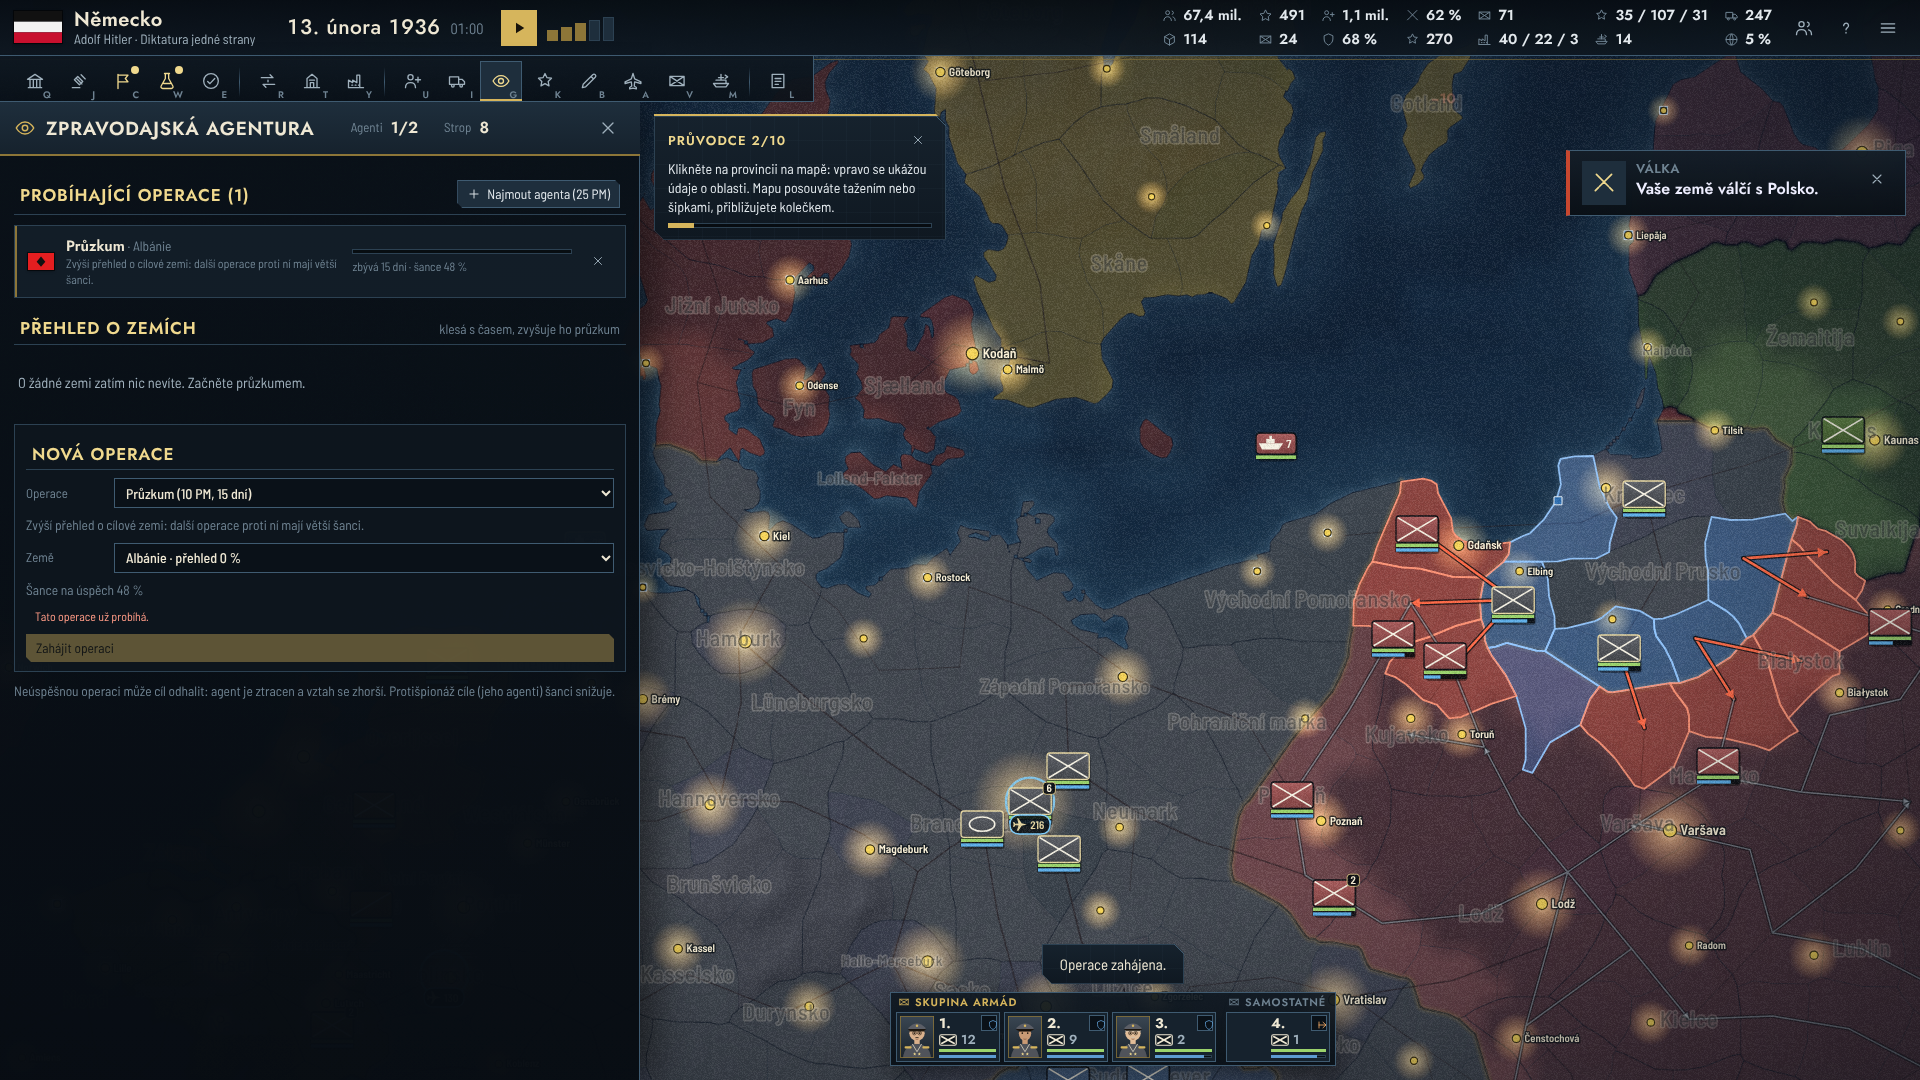 Německo
Adolf Hitler · Diktatura jedné strany
13. února 1936 01:00
67,4 mil. 491 1,1 mil. 62 % 71 35 / 107 / 31 247
114 24 68 % 270 40 / 22 / 3 14 5 %
?
Q J C W E R T Y U I G K B A V M L
ZPRAVODAJSKÁ AGENTURA
Agenti 1/2 Strop 8
PROBÍHAJÍCÍ OPERACE (1)
Najmout agenta (25 PM)
Průzkum · Albánie
Zvýší přehled o cílové zemi: další operace proti ní mají větší
šanci.
zbývá 15 dní · šance 48 %
PŘEHLED O ZEMÍCH
klesá s časem, zvyšuje ho průzkum
O žádné zemi zatím nic nevíte. Začněte průzkumem.
NOVÁ OPERACE
Operace
Průzkum (10 PM, 15 dní)
Zvýší přehled o cílové zemi: další operace proti ní mají větší šanci.
Země
Albánie · přehled 0 %
Šance na úspěch 48 %
Tato operace už probíhá.
Zahájit operaci
Neúspěšnou operaci může cíl odhalit: agent je ztracen a vztah se zhorší. Protišpionáž cíle (jeho agenti) šanci snižuje.
PRŮVODCE 2/10
Klikněte na provincii na mapě: vpravo se ukážou
údaje o oblasti. Mapu posouváte tažením nebo
šipkami, přibližujete kolečkem.
VÁLKA
Vaše země válčí s Polsko.
Göteborg
Gotland
Småland
Liepāja
Skåne
Aarhus
Jižní Jutsko
Žemaitija
Klaipėda
Kodaň
Malmö
Odense
Sjælland
Fyn
Tilsit
Kaunas
7
Lolland-Falster
Suvalkija
Kiel
Gdaňsk
Elbing
Východní Prusko
Rostock
Východní Pomořansko
Hamburk
Białystok
Białystok
Západní Pomořansko
Brémy
Lüneburgsko
Pohraniční marka
Kujavsko
Toruň
Hannoversko
6
216
Neumark
Poznaň
Varšava
Magdeburk
Brunšvicko
2
Lodž
Lodž
Radom
Lublin
Kassel
Kasselsko
Halle-Merseburk
Durynsko
Vratislav
Kielce
Čenstochová
Operace zahájena.
SKUPINA ARMÁD
SAMOSTATNÉ
1. 12
2. 9
3. 2
4. 1